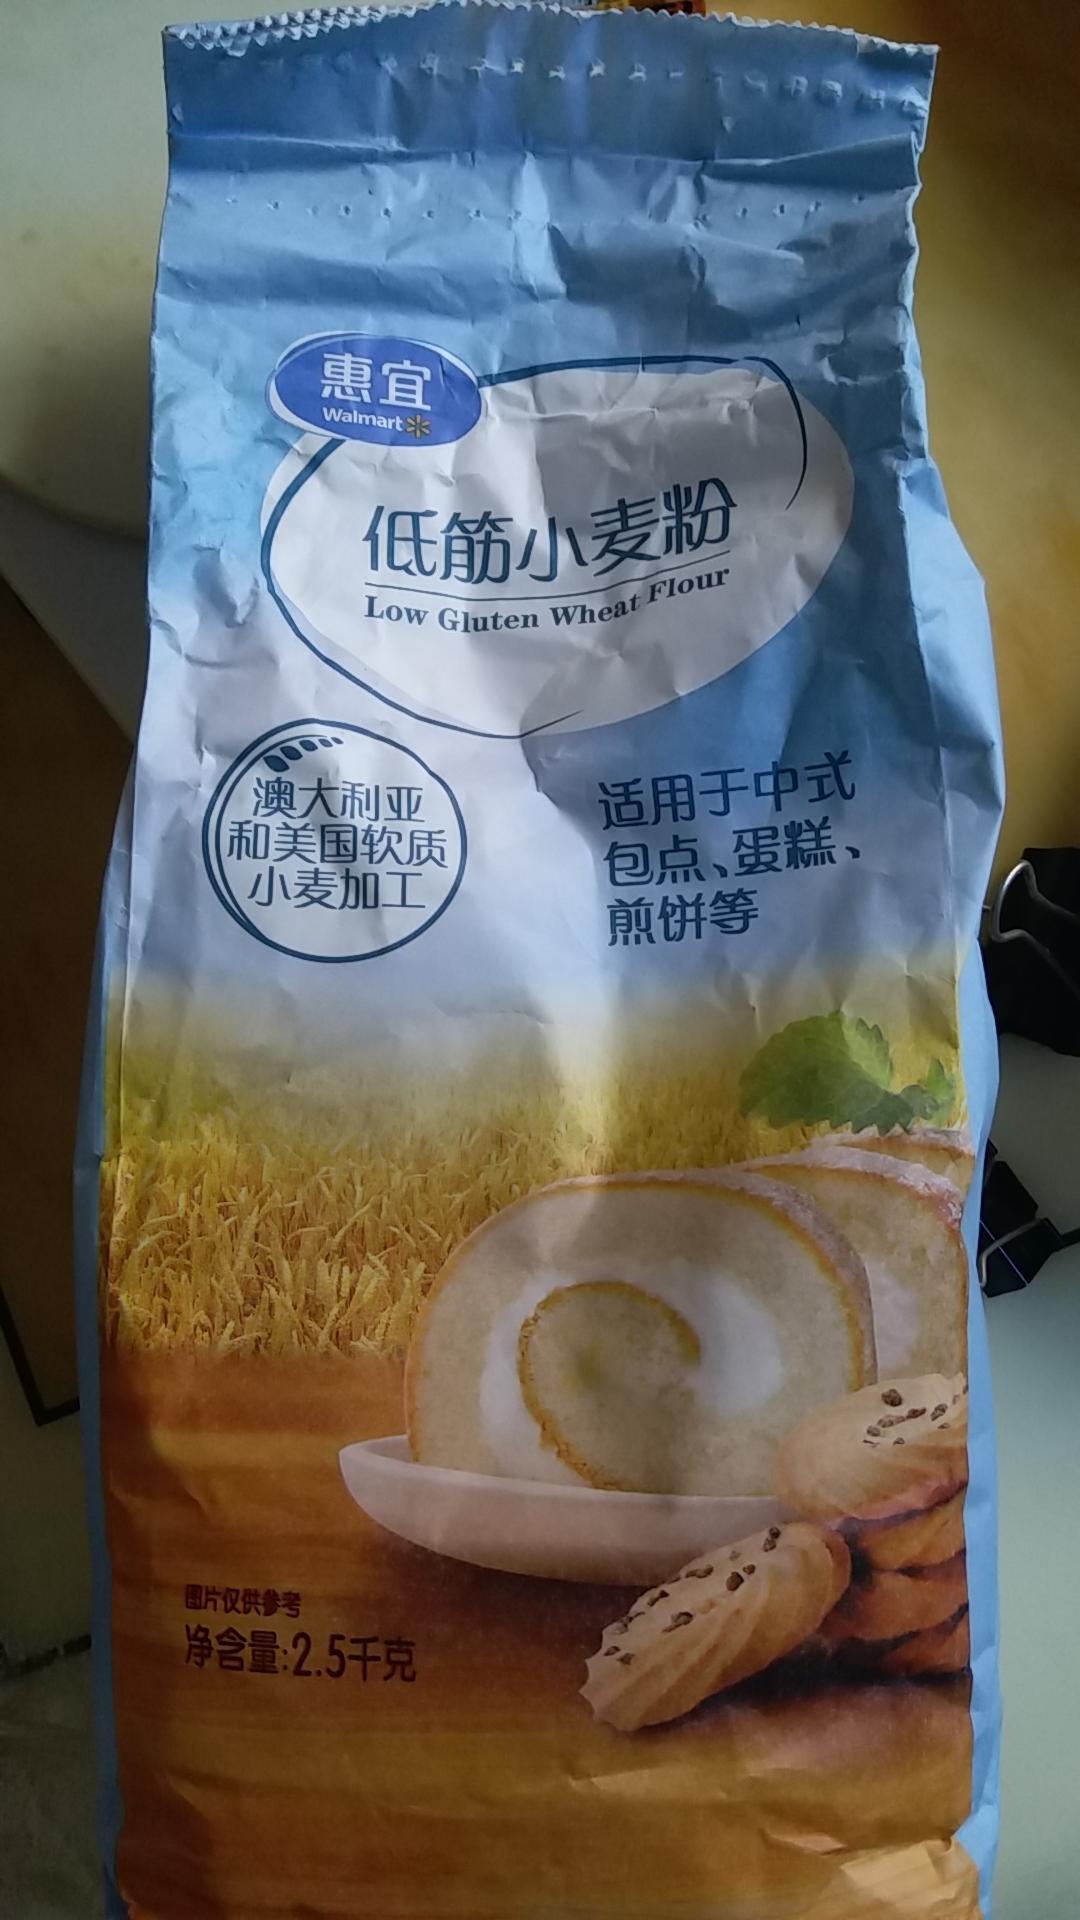 惠宜
Walmart
低筋小麦粉
Low Gluten Wheat Flour
澳大利亚
和美国软质
小麦加工
适用于中式
包点、蛋糕、
煎饼等
图片仅供参考
净含量:2.5千克